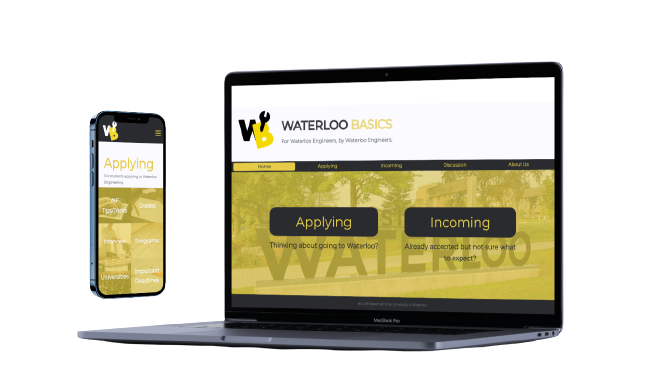 WB
Applying
For students applying to Waterloo
Engineering.
AIF
Tips/Tricks
Grades
Interview
Programs
Universities
Important
Deadlines
WB
WATERLOO BASICS
For Waterloo Engineers, by Waterloo Engineers.
Home
Applying
Incoming
Discussion
About Us
Applying
Incoming
Thinking about going to Waterloo?
Already accepted but not sure what
to expect?
WATERLOO
MacBook Pro